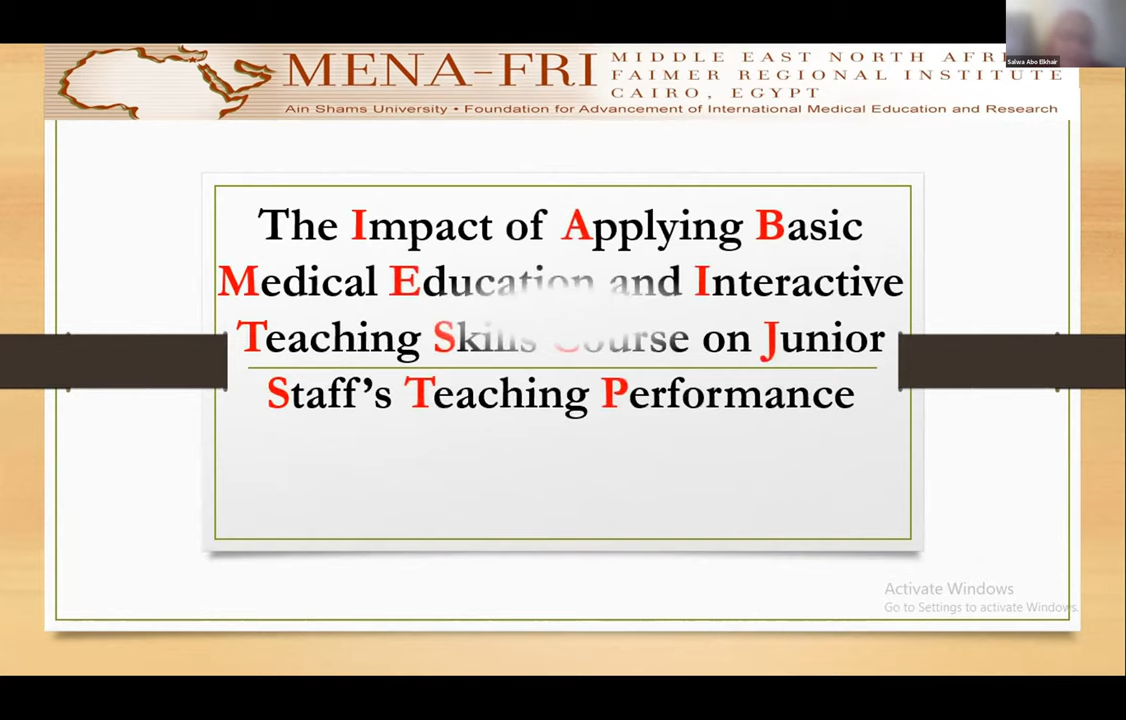 MENA-FRI
MIDDLE EAST NORTH
FAIMER REGIONAL INSTITUTE
CAIRO, EGYPT
Ain Shams University • Foundation for Advancement of International Medical Education and Research
Salwa Abo Elkhair
The Impact of Applying Basic
Medical Education and Interactive
Teaching Skills Course on Junior
Staff's Teaching Performance
Activate Windows
Go to Settings to activate Windows.